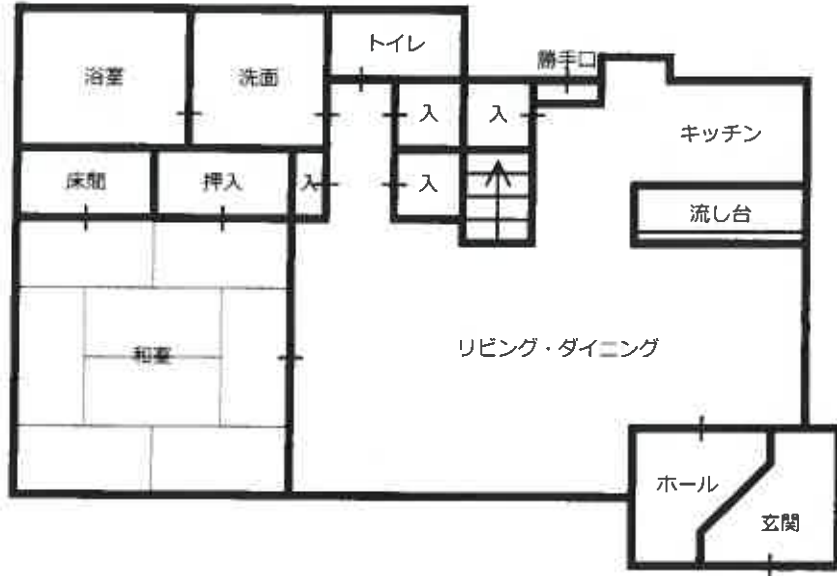 トイレ
勝手口
浴室
洗面
入
入
キッチン
床間
押入
入
入
流し台
和室
リビング・ダイニング
ホール
玄関